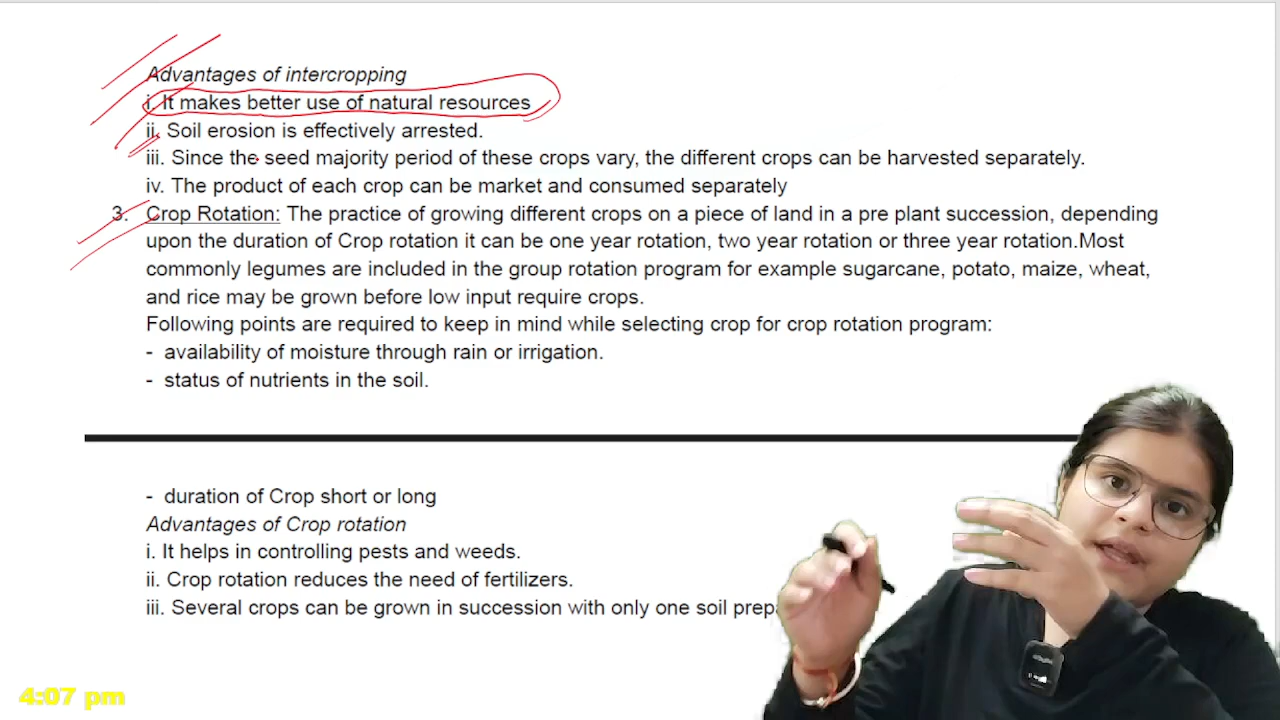 Advantages of intercropping
i. It makes better use of natural resources
ii. Soil erosion is effectively arrested.
iii. Since the seed majority period of these crops vary, the different crops can be harvested separately.
iv. The product of each crop can be market and consumed separately
3. Crop Rotation: The practice of growing different crops on a piece of land in a pre plant succession, depending
upon the duration of Crop rotation it can be one year rotation, two year rotation or three year rotation.Most
commonly legumes are included in the group rotation program for example sugarcane, potato, maize, wheat,
and rice may be grown before low input require crops.
Following points are required to keep in mind while selecting crop for crop rotation program:
- availability of moisture through rain or irrigation.
- status of nutrients in the soil.
- duration of Crop short or long
Advantages of Crop rotation
i. It helps in controlling pests and weeds.
ii. Crop rotation reduces the need of fertilizers.
iii. Several crops can be grown in succession with only one soil
4:07 pm